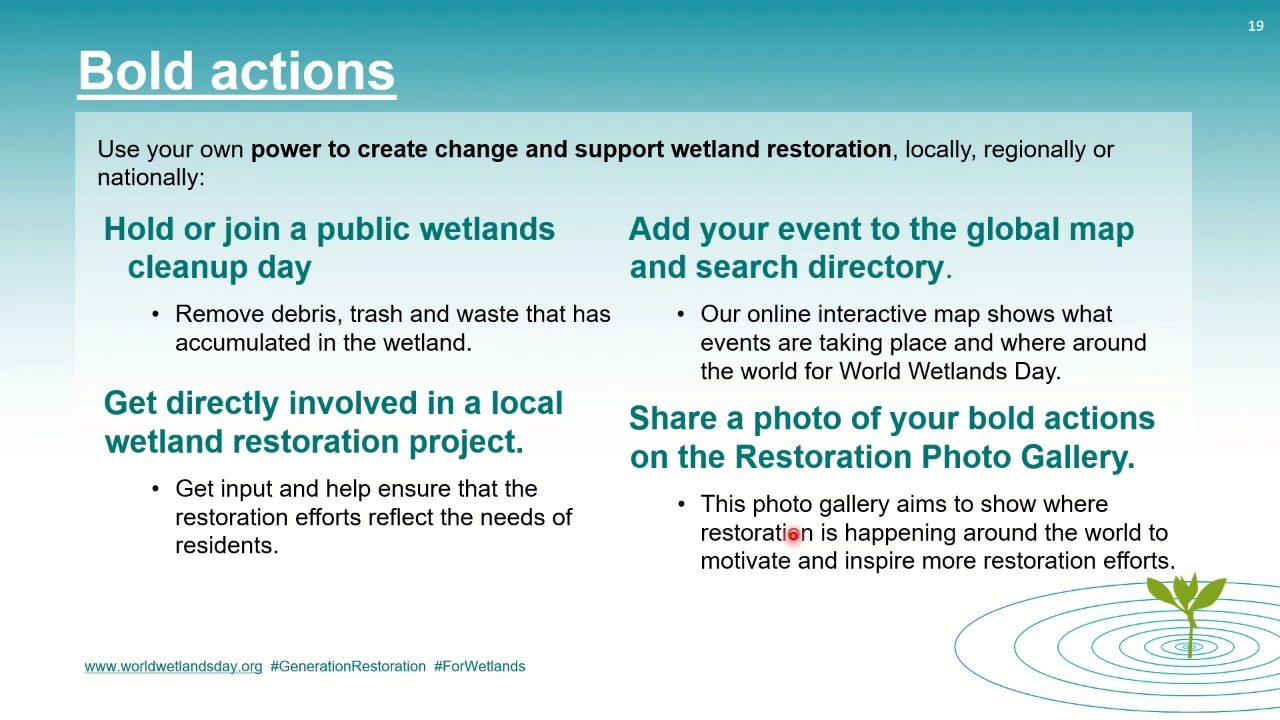 19
Bold actions
Use your own power to create change and support wetland restoration, locally, regionally or
nationally:
Hold or join a public wetlands
cleanup day
• Remove debris, trash and waste that has
accumulated in the wetland.
Get directly involved in a local
wetland restoration project.
• Get input and help ensure that the
restoration efforts reflect the needs of
residents.
Add your event to the global map
and search directory.
• Our online interactive map shows what
events are taking place and where around
the world for World Wetlands Day.
Share a photo of your bold actions
on the Restoration Photo Gallery.
• This photo gallery aims to show where
restoration is happening around the world to
motivate and inspire more restoration efforts.
www.worldwetlandsday.org #GenerationRestoration #ForWetlands